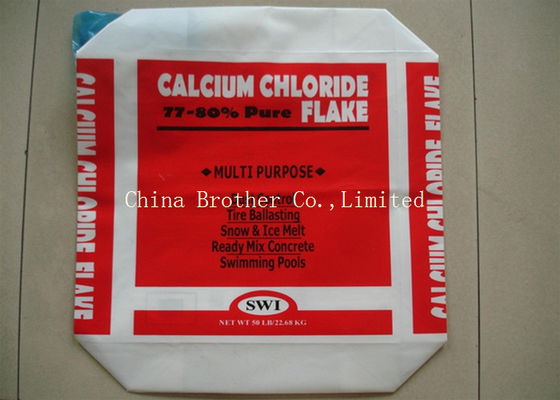 CALCIUM CHLORIDE
77-80% Pure FLAKE
◆MULTI PURPOSE◆
China Brother Co.,Limited
Tire Ballasting
Snow & Ice Melt
Ready Mix Concrete
Swimming Pools
SWI
NET WT 50 LB/22.68 KG
CALCIUM CHLORIDE FLAKE
CALCIUM CHLORIDE FLAKE